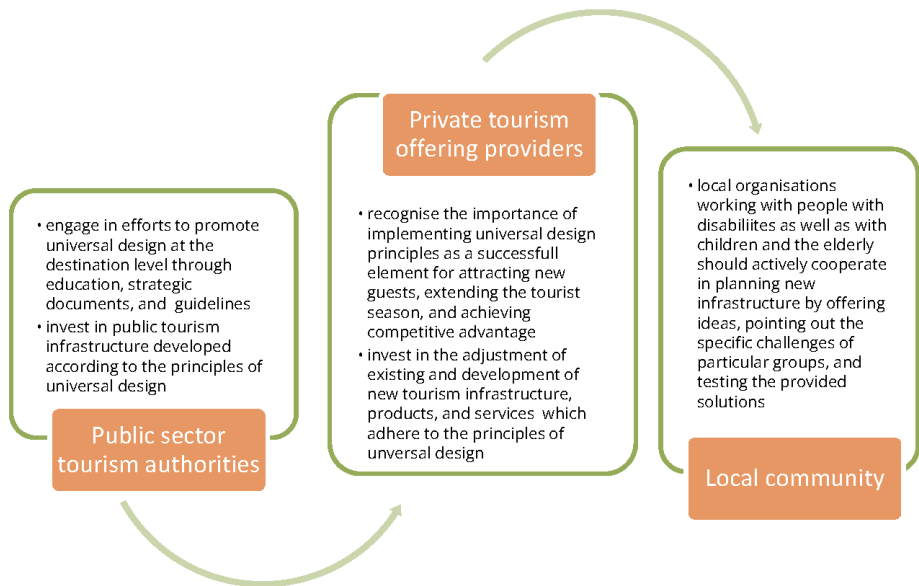 • engage in efforts to promote
universal design at the
destination level through
education, strategic
documents, and guidelines
• invest in public tourism
infrastructure developed
according to the principles of
universal design
Public sector
tourism authorities
Private tourism
offering providers
• recognise the importance of
implementing universal design
principles as a successfull
element for attracting new
guests, extending the tourist
season, and achieving
competitive advantage
• invest in the adjustment of
existing and development of
new tourism infrastructure,
products, and services which
adhere to the principles of
unversal design
• local organisations
working with people with
disabiliites as well as with
children and the elderly
should actively cooperate
in planning new
infrastructure by offering
ideas, pointing out the
specific challenges of
particular groups, and
testing the provided
solutions
Local community